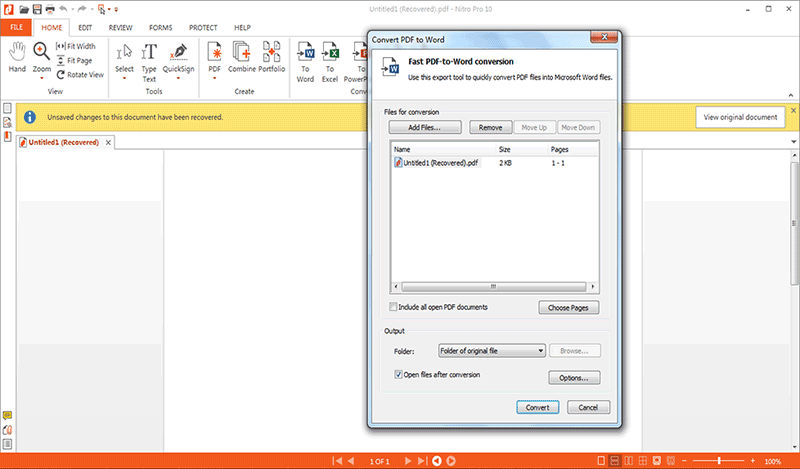 Untitled1 (Recovered).pdf - Nitro Pro 10
FILE HOME EDIT REVIEW FORMS PROTECT HELP
Hand
Zoom
Fit Width
Fit Page
Rotate View
View
Select
Type Text
QuickSign
Tools
PDF
Combine
Portfolio
Create
To Word
To Excel
To PowerP
Conv
Unsaved changes to this document have been recovered.
View original document
Untitled1 (Recovered)
Convert PDF to Word
Fast PDF-to-Word conversion
Use this export tool to quickly convert PDF files into Microsoft Word files.
Files for conversion
Add Files... Remove Move Up Move Down
Name Size Pages
Untitled1 (Recovered).pdf 2 KB 1 - 1
Include all open PDF documents
Choose Pages
Output
Folder: Folder of original file Browse...
Open files after conversion
Options...
Convert Cancel
1 OF 1
100%